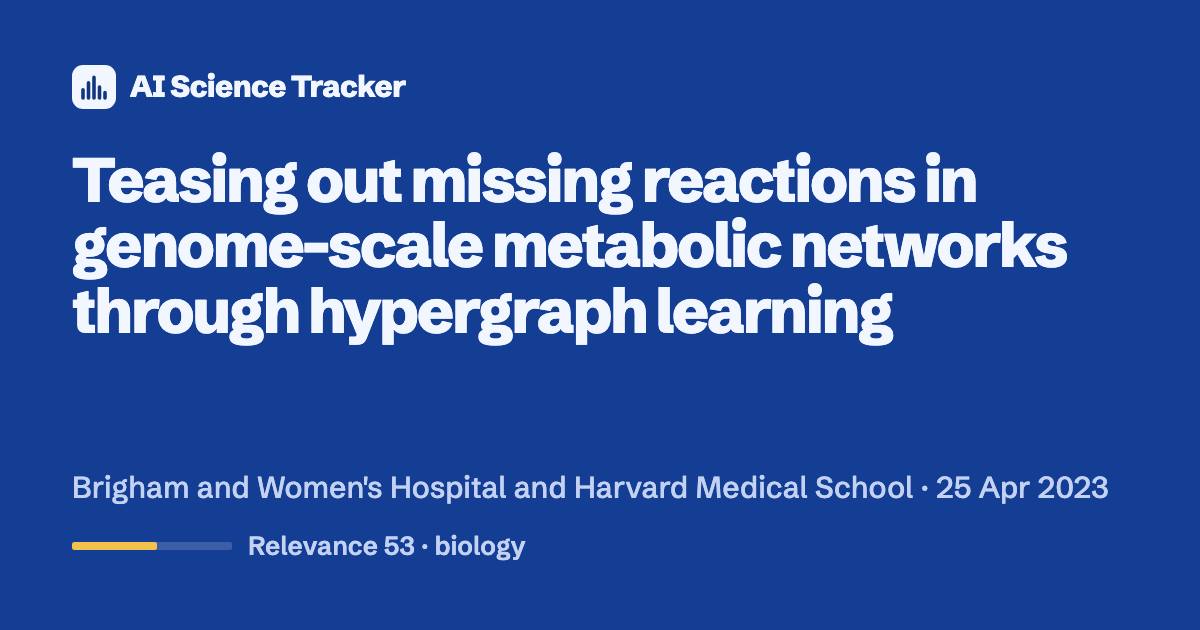 AI Science Tracker
Teasing out missing reactions in
genome-scale metabolic networks
through hypergraph learning
Brigham and Women's Hospital and Harvard Medical School · 25 Apr 2023
Relevance 53 · biology